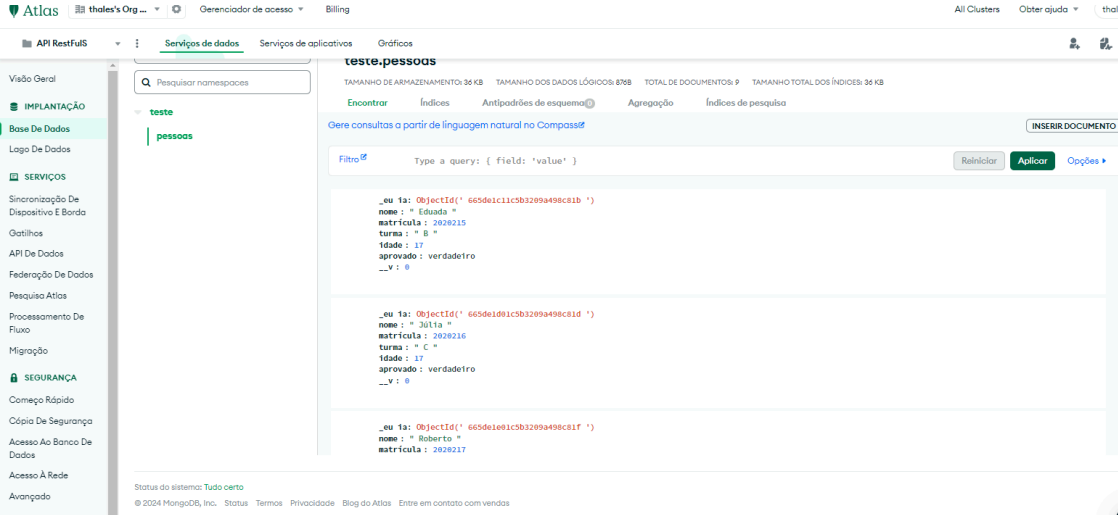 Atlas thales's Org ... Gerenciador de acesso Billing All Clusters Obter ajuda thal
API RestFulS Serviços de dados Serviços de aplicativos Gráficos
Visão Geral
IMPLANTAÇÃO
Base De Dados
Lago De Dados
SERVIÇOS
Sincronização De
Dispositivo E Borda
Gatilhos
API De Dados
Federação De Dados
Pesquisa Atlas
Processamento De
Fluxo
Migração
SEGURANÇA
Começo Rápido
Cópia De Segurança
Acesso Ao Banco De
Dados
Acesso À Rede
Avançado
Pesquisar namespaces
teste
pessoas
teste.pessoas
TAMANHO DE ARMAZENAMENTO: 36 KB TAMANHO DOS DADOS LÓGICOS: 876B TOTAL DE DOCUMENTOS: 9 TAMANHO TOTAL DOS ÍNDICES: 36 KB
Encontrar Índices Antipadrões de esquema 0 Agregação Índices de pesquisa
Gere consultas a partir de linguagem natural no Compass
INSERIR DOCUMENTO
Filtro Type a query: { field: 'value' } Reiniciar Aplicar Opções
_eu ia: ObjectId(' 665de1c11c5b3209a498c81b ')
nome : " Eduada "
matrícula : 2020215
turma : " B "
idade : 17
aprovado : verdadeiro
__v : 0
_eu ia: ObjectId(' 665de1d01c5b3209a498c81d ')
nome : " Júlia "
matrícula : 2020216
turma : " C "
idade : 17
aprovado : verdadeiro
__v : 0
_eu ia: ObjectId(' 665de1e01c5b3209a498c81f ')
nome : " Roberto "
matrícula : 2020217
Status do sistema: Tudo certo
© 2024 MongoDB, Inc. Status Termos Privacidade Blog do Atlas Entre em contato com vendas